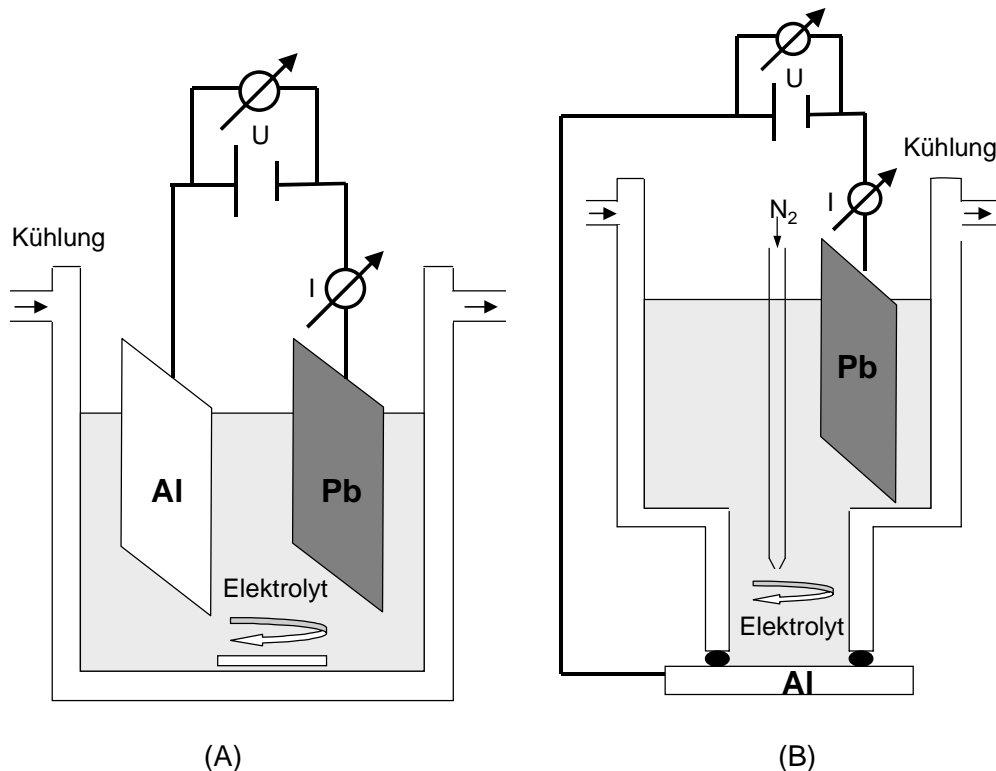 U
Kühlung
I
Al
Pb
Elektrolyt
(A)
U
Kühlung
I
N2
Pb
Elektrolyt
Al
(B)